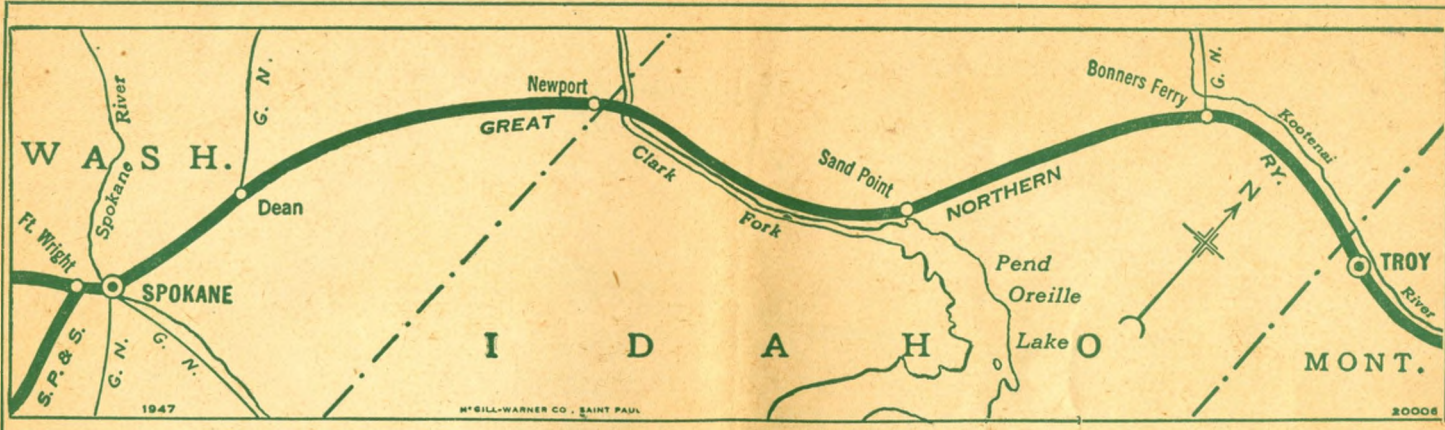 WASH.
Spokane River
G. N.
Newport
GREAT
Dean
Ft. Wright
SPOKANE
S. P. & S.
G. N.
G. N.
1947
Clark
Fork
Sand Point
NORTHERN
Bonners Ferry
G. N.
RY.
Kootenai
River
N
Pend
Oreille
Lake
IDAHO
TROY
MONT.
McGILL-WARNER CO., SAINT PAUL
20006